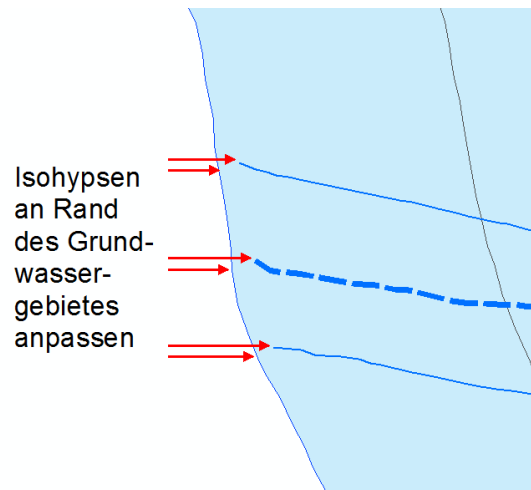 Isohypsen
an Rand
des Grund-
wasser-
gebietes
anpassen